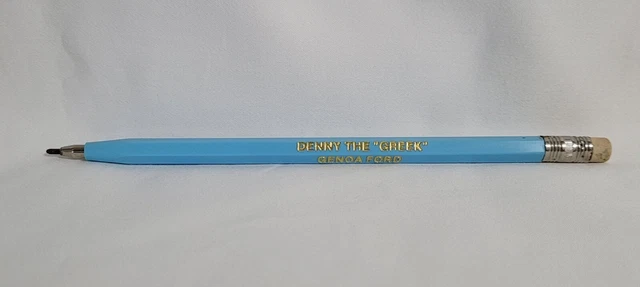 DENNY THE "GREEK"
GENOA FORD